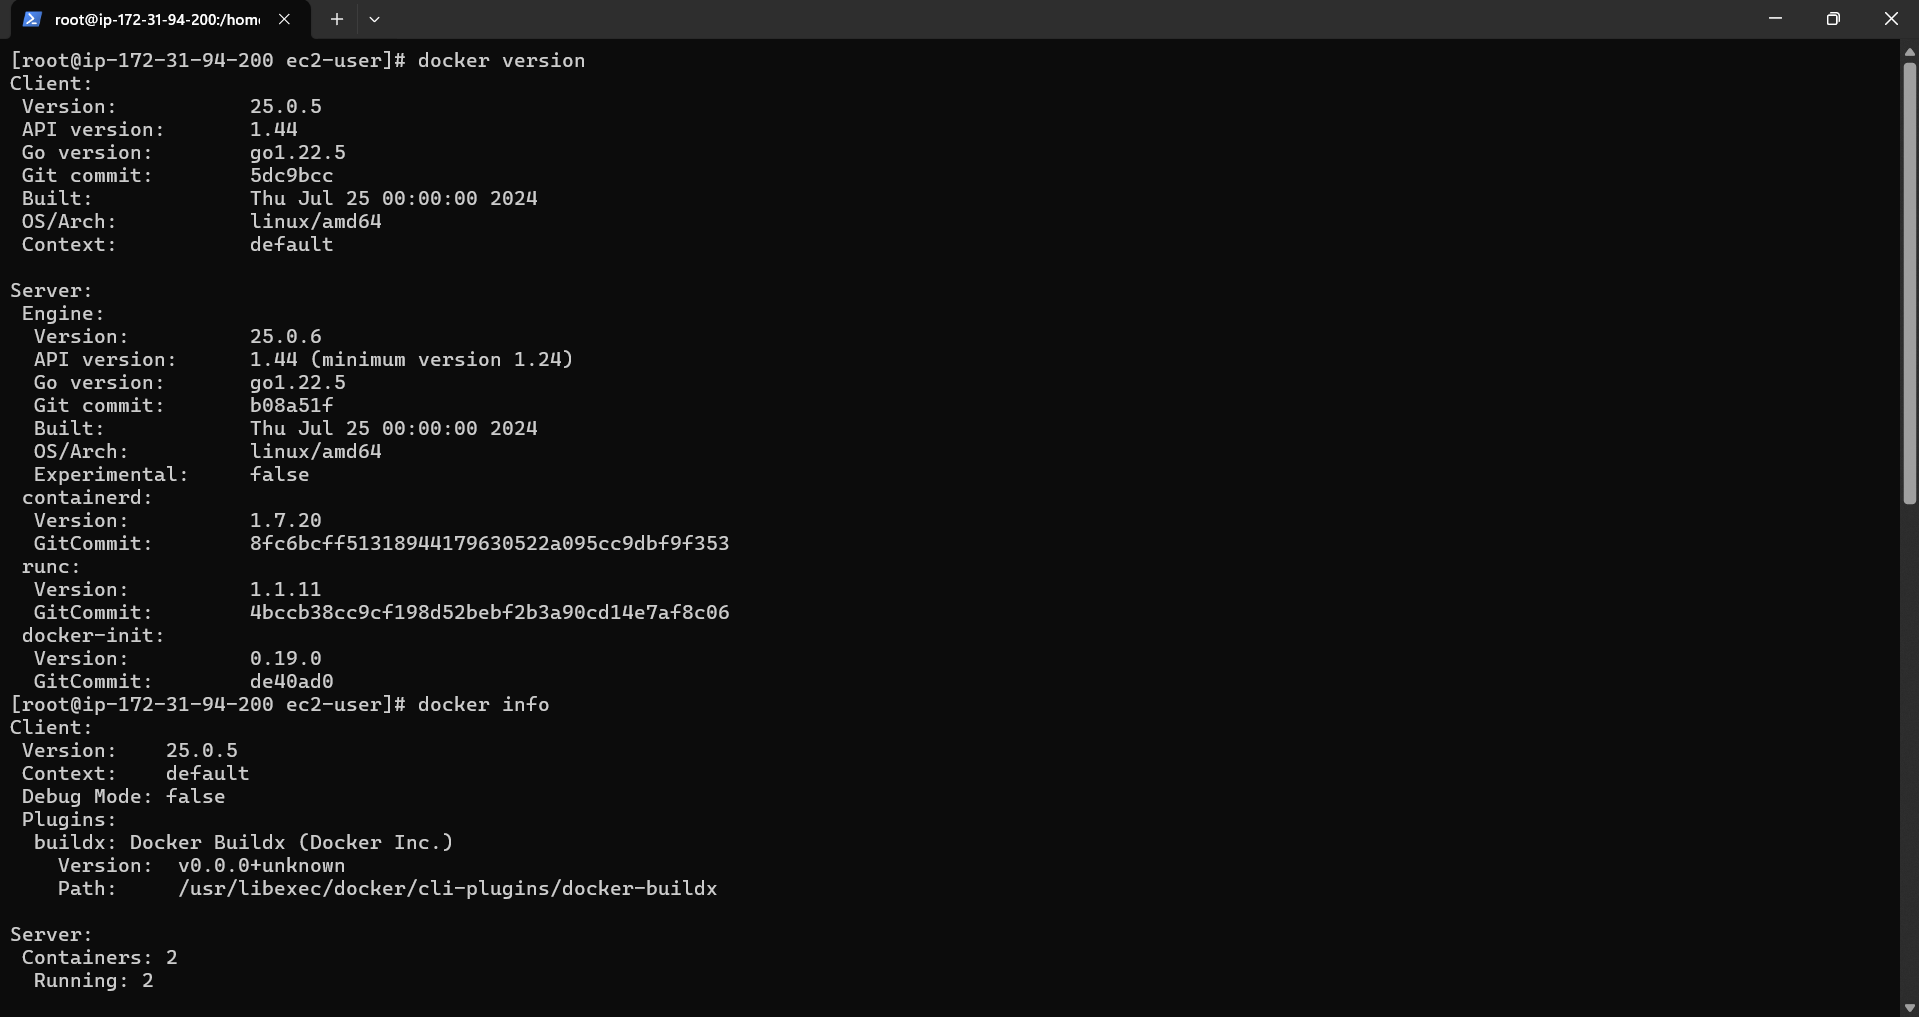 root@ip-172-31-94-200:/hom
[root@ip-172-31-94-200 ec2-user]# docker version
Client:
 Version:           25.0.5
 API version:       1.44
 Go version:        go1.22.5
 Git commit:        5dc9bcc
 Built:             Thu Jul 25 00:00:00 2024
 OS/Arch:           linux/amd64
 Context:           default

Server:
 Engine:
  Version:          25.0.6
  API version:      1.44 (minimum version 1.24)
  Go version:       go1.22.5
  Git commit:       b08a51f
  Built:            Thu Jul 25 00:00:00 2024
  OS/Arch:          linux/amd64
  Experimental:     false
 containerd:
  Version:          1.7.20
  GitCommit:        8fc6bcff51318944179630522a095cc9dbf9f353
 runc:
  Version:          1.1.11
  GitCommit:        4bccb38cc9cf198d52bebf2b3a90cd14e7af8c06
 docker-init:
  Version:          0.19.0
  GitCommit:        de40ad0
[root@ip-172-31-94-200 ec2-user]# docker info
Client:
 Version:    25.0.5
 Context:    default
 Debug Mode: false
 Plugins:
  buildx: Docker Buildx (Docker Inc.)
    Version:  v0.0.0+unknown
    Path:     /usr/libexec/docker/cli-plugins/docker-buildx

Server:
 Containers: 2
  Running: 2